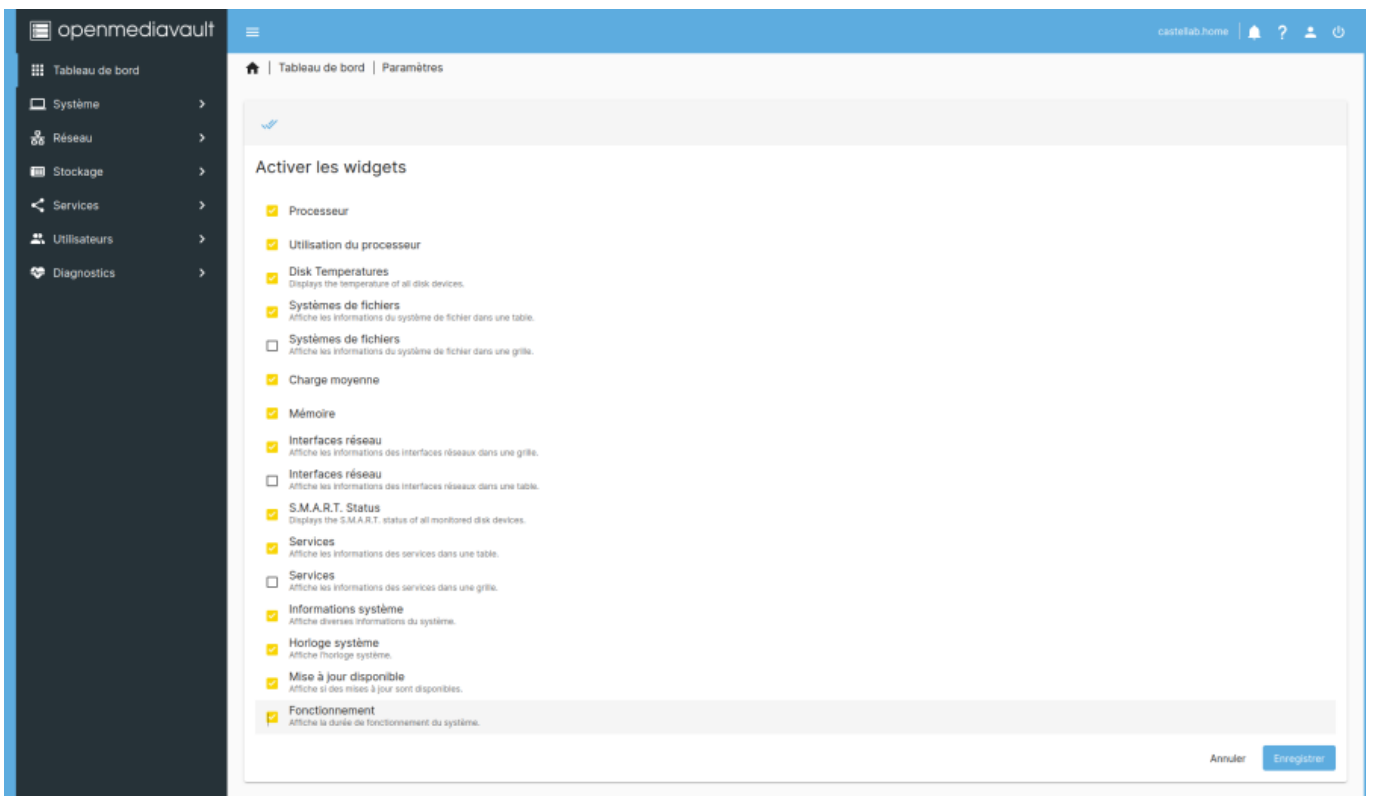 openmediavault
castellab.home
?
Tableau de bord
Système
Réseau
Stockage
Services
Utilisateurs
Diagnostics
Tableau de bord | Paramètres
Activer les widgets
Processeur
Utilisation du processeur
Disk Temperatures
Displays the temperature of all disk devices.
Systèmes de fichiers
Affiche les informations du système de fichier dans une table.
Systèmes de fichiers
Affiche les informations du système de fichier dans une grille.
Charge moyenne
Mémoire
Interfaces réseau
Affiche les informations des interfaces réseaux dans une grille.
Interfaces réseau
Affiche les informations des interfaces réseaux dans une table.
S.M.A.R.T. Status
Displays the S.M.A.R.T. status of all monitored disk devices.
Services
Affiche les informations des services dans une table.
Services
Affiche les informations des services dans une grille.
Informations système
Affiche diverses informations du système.
Horloge système
Affiche l'horloge système.
Mise à jour disponible
Affiche si des mises à jour sont disponibles.
Fonctionnement
Affiche la durée de fonctionnement du système.
Annuler
Enregistrer